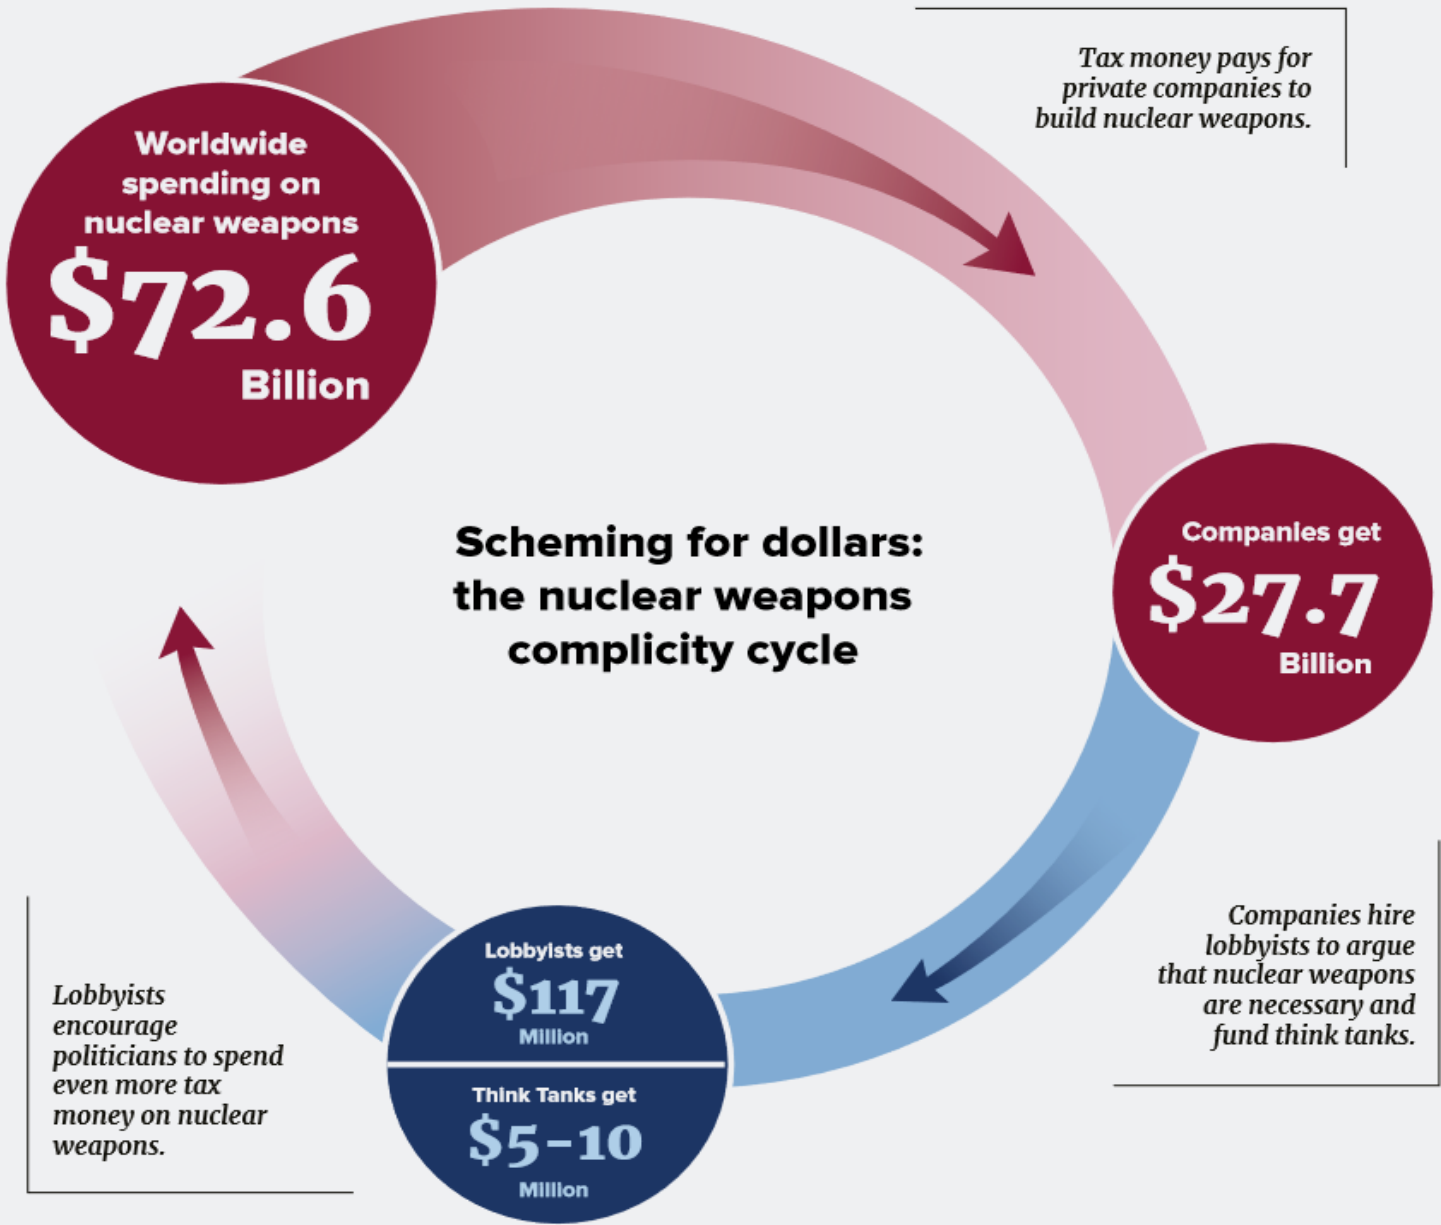 Tax money pays for
private companies to
build nuclear weapons.
Worldwide
spending on
nuclear weapons
$72.6
Billion
Scheming for dollars:
the nuclear weapons
complicity cycle
Companies get
$27.7
Billion
Companies hire
lobbyists to argue
that nuclear weapons
are necessary and
fund think tanks.
Lobbyists get
$117
Million
Think Tanks get
$5-10
Million
Lobbyists
encourage
politicians to spend
even more tax
money on nuclear
weapons.